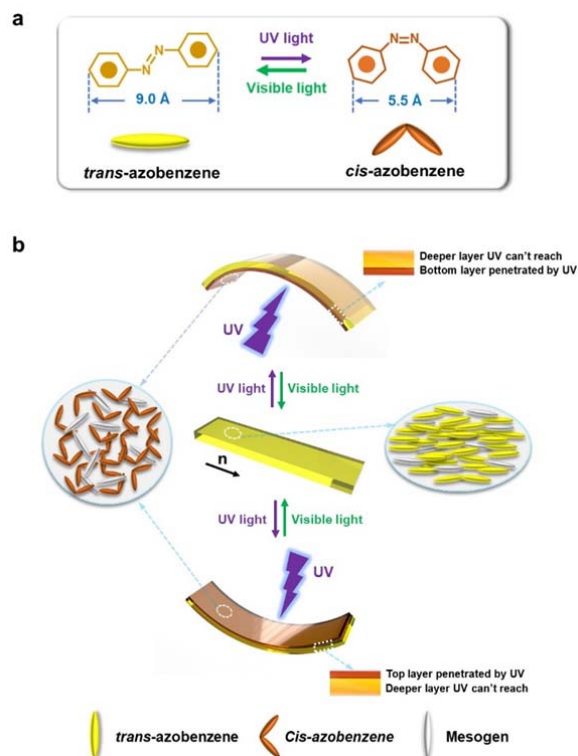 a
UV light
N=N
N
N
Visible light
9.0 Å
5.5 Å
trans-azobenzene
cis-azobenzene
b
Deeper layer UV can't reach
Bottom layer penetrated by UV
UV
UV light
Visible light
n
UV light
Visible light
UV
Top layer penetrated by UV
Deeper layer UV can't reach
trans-azobenzene
Cis-azobenzene
Mesogen